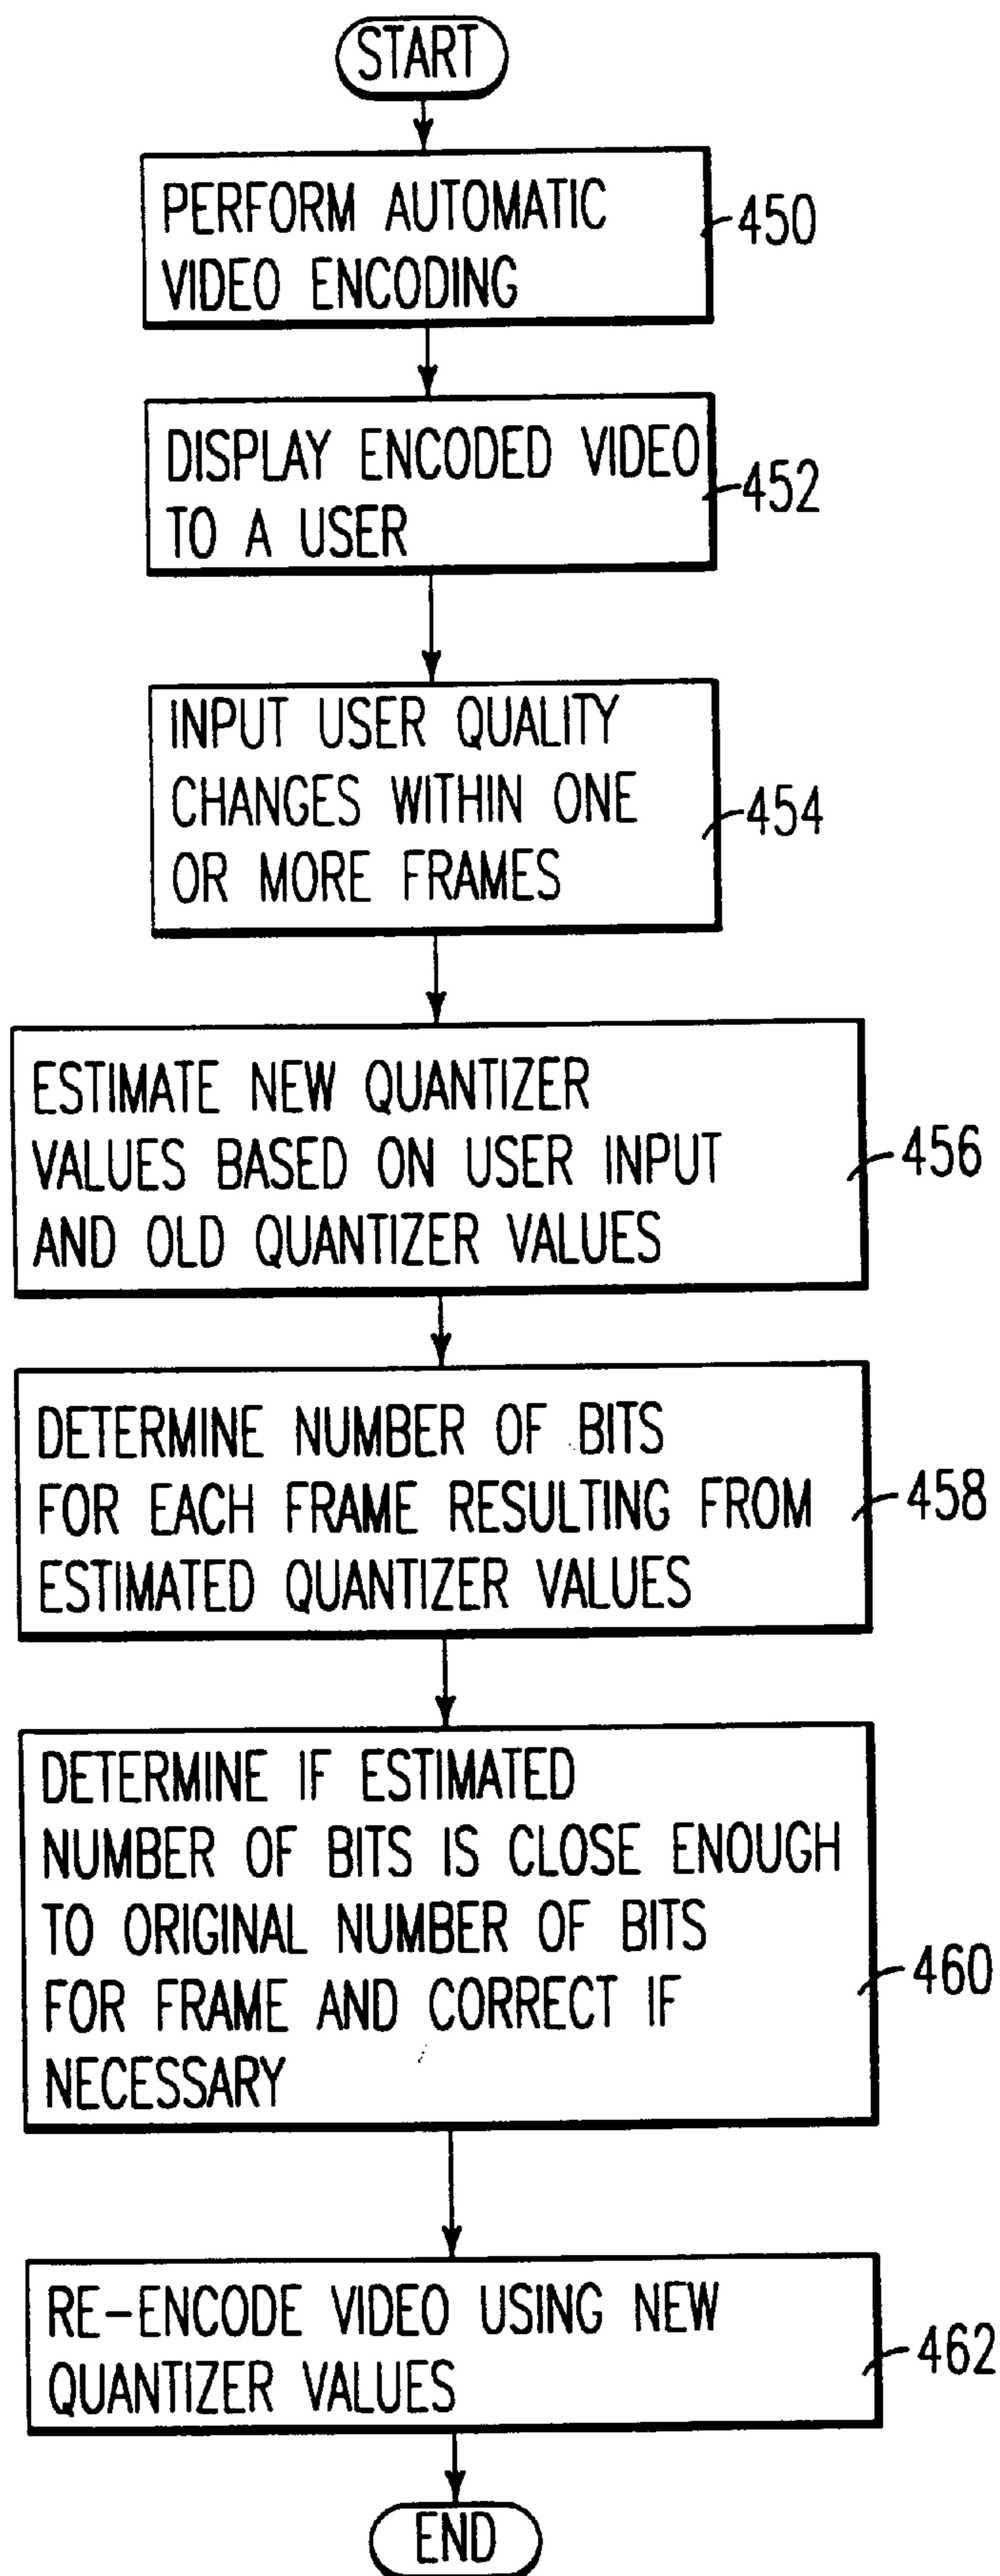 START
PERFORM AUTOMATIC
VIDEO ENCODING
450
DISPLAY ENCODED VIDEO
TO A USER
452
INPUT USER QUALITY
CHANGES WITHIN ONE
OR MORE FRAMES
454
ESTIMATE NEW QUANTIZER
VALUES BASED ON USER INPUT
AND OLD QUANTIZER VALUES
456
DETERMINE NUMBER OF BITS
FOR EACH FRAME RESULTING FROM
ESTIMATED QUANTIZER VALUES
458
DETERMINE IF ESTIMATED
NUMBER OF BITS IS CLOSE ENOUGH
TO ORIGINAL NUMBER OF BITS
FOR FRAME AND CORRECT IF
NECESSARY
460
RE-ENCODE VIDEO USING NEW
QUANTIZER VALUES
462
END